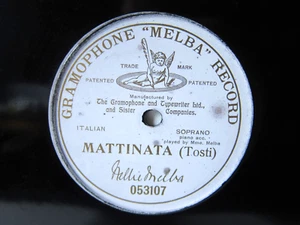 GRAMOPHONE "MELBA" RECORD
TRADE MARK
PATENTED PATENTED
Manufactured by
The Gramophone and Typewriter Ltd.,
and Sister Companies.
ITALIAN
SOPRANO
piano acc.
played by Mme. Melba
MATTINATA (Tosti)
Nellie Melba
053107